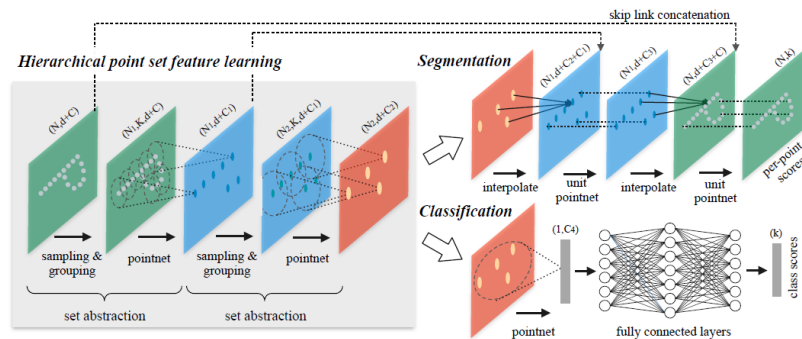 skip link concatenation
Hierarchical point set feature learning
Segmentation
(N,d+C)
(N1,K,d+C)
(N1,d+C1)
(N2,K,d+C1)
(N2,d+C2)
sampling &
grouping
pointnet
sampling &
grouping
pointnet
set abstraction
set abstraction
(N1,d+C2+C1)
(N1,d+C3)
(N,d+C3+C)
(N,k)
interpolate
unit
pointnet
interpolate
unit
pointnet
per-point
scores
Classification
(1,C4)
(k)
class scores
pointnet
fully connected layers